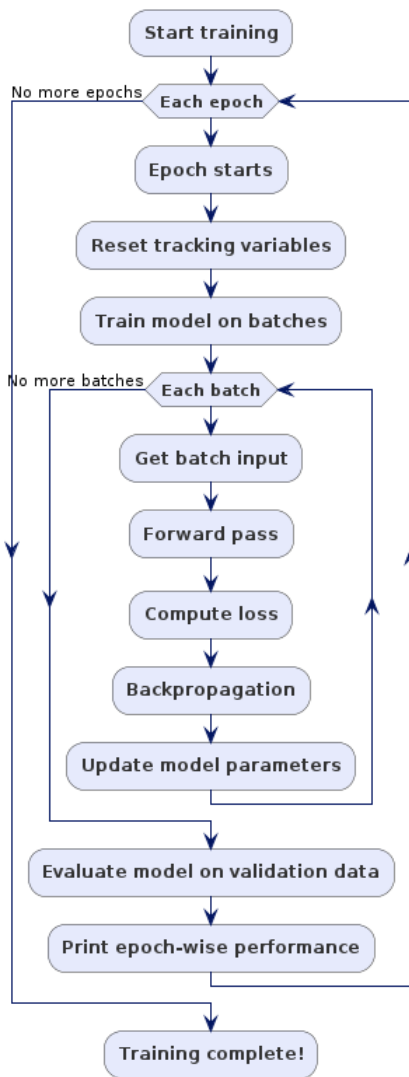 Start training
No more epochs
Each epoch
Epoch starts
Reset tracking variables
Train model on batches
No more batches
Each batch
Get batch input
Forward pass
Compute loss
Backpropagation
Update model parameters
Evaluate model on validation data
Print epoch-wise performance
Training complete!